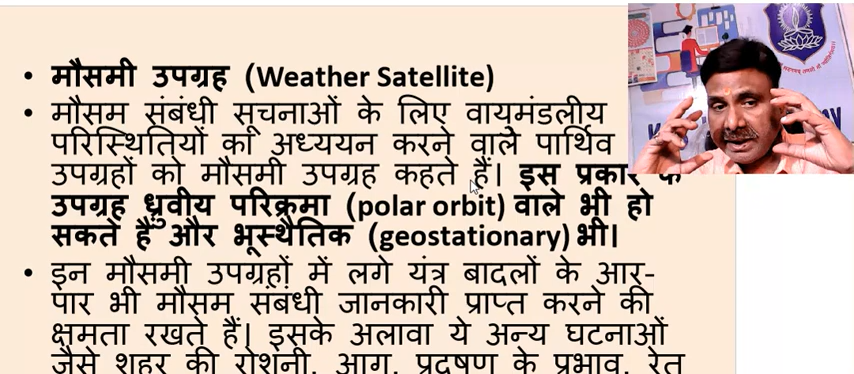 • मौसमी उपग्रह (Weather Satellite)
• मौसम संबंधी सूचनाओं के लिए वायुमंडलीय
परिस्थितियों का अध्ययन करने वाले पार्थिव
उपग्रहों को मौसमी उपग्रह कहते हैं। इस प्रकार के
उपग्रह ध्रुवीय परिक्रमा (polar orbit) वाले भी हो
सकते हैं और भूस्थैतिक (geostationary) भी।
• इन मौसमी उपग्रहों में लगे यंत्र बादलों के आर-
पार भी मौसम संबंधी जानकारी प्राप्त करने की
क्षमता रखते हैं। इसके अलावा ये अन्य घटनाओं
जैसे शहर की रोशनी, आग, प्रदूषण के प्रभाव, रेत